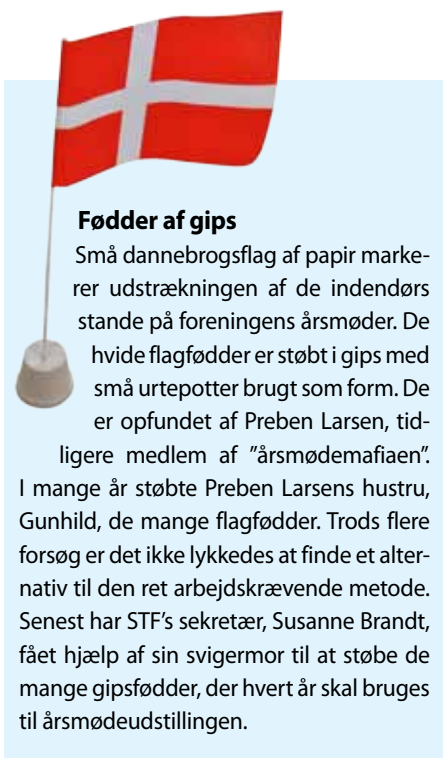 Fødder af gips
Små dannebrogsflag af papir marke-
rer udstrækningen af de indendørs
stande på foreningens årsmøder. De
hvide flagfødder er støbt i gips med
små urtepotter brugt som form. De
er opfundet af Preben Larsen, tid-
ligere medlem af ”årsmødemafiaen”.
I mange år støbte Preben Larsens hustru,
Gunhild, de mange flagfødder. Trods flere
forsøg er det ikke lykkedes at finde et alter-
nativ til den ret arbejdskrævende metode.
Senest har STF’s sekretær, Susanne Brandt,
fået hjælp af sin svigermor til at støbe de
mange gipsfødder, der hvert år skal bruges
til årsmødeudstillingen.